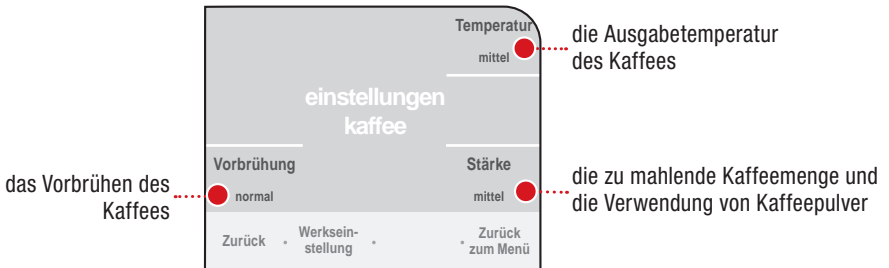 Temperatur
mittel
die Ausgabetemperatur
des Kaffees
einstellungen
kaffee
das Vorbrühen des
Kaffees
Vorbrühung
normal
Stärke
mittel
die zu mahlende Kaffeemenge und
die Verwendung von Kaffeepulver
Zurück
Werksein-
stellung
Zurück
zum Menü